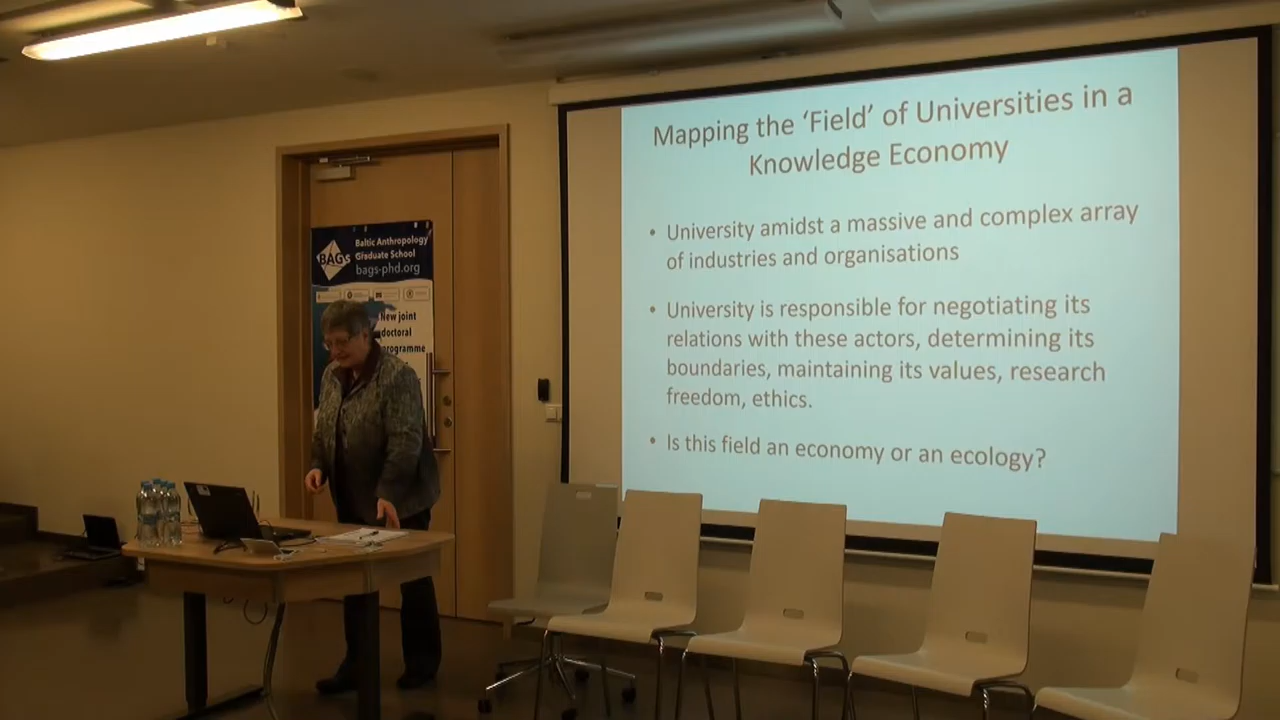 Mapping the ‘Field’ of Universities in a
Knowledge Economy
• University amidst a massive and complex array
of industries and organisations
• University is responsible for negotiating its
relations with these actors, determining its
boundaries, maintaining its values, research
freedom, ethics.
• Is this field an economy or an ecology?
BAGs
Baltic Anthropology
Graduate School
bags-phd.org
New joint
doctoral
programme